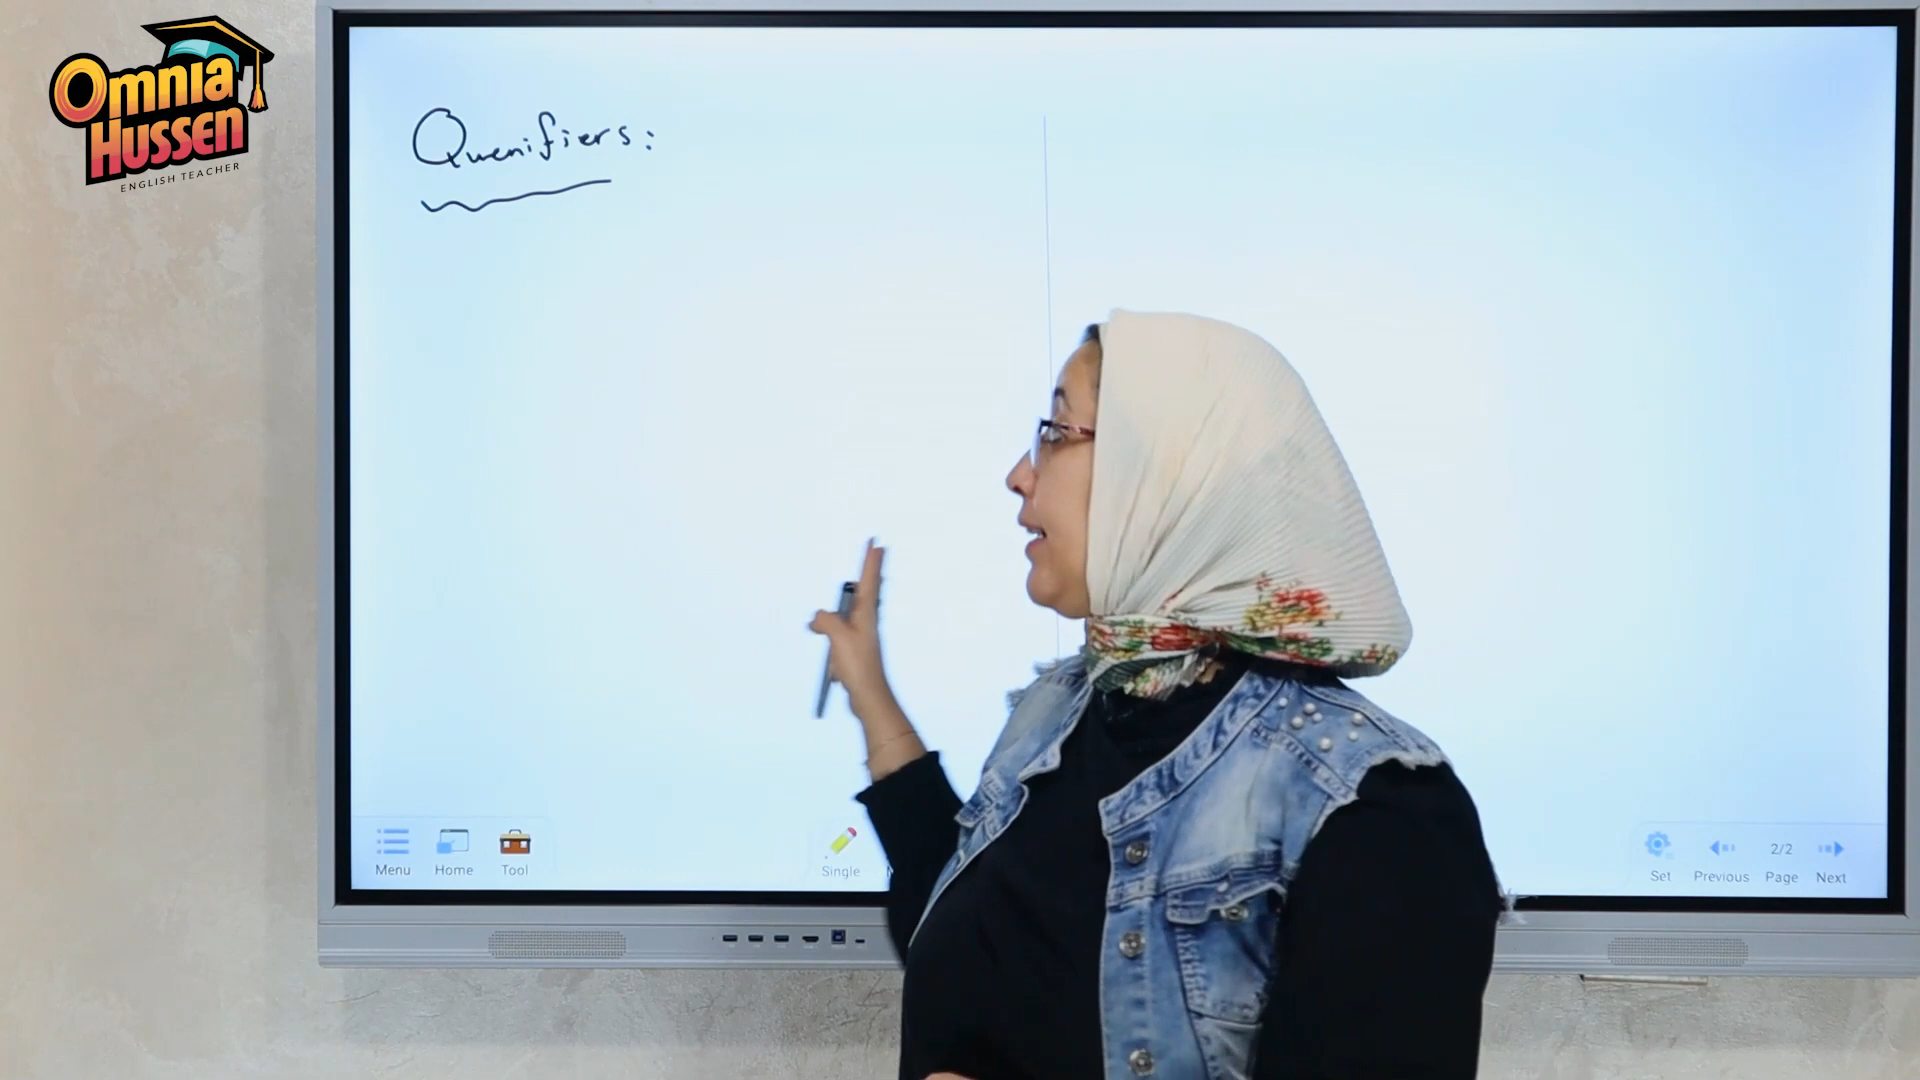 Omnia
Hussen
ENGLISH TEACHER
Quenifiers:
Menu
Home
Tool
Single
Set
Previous
2/2
Page
Next